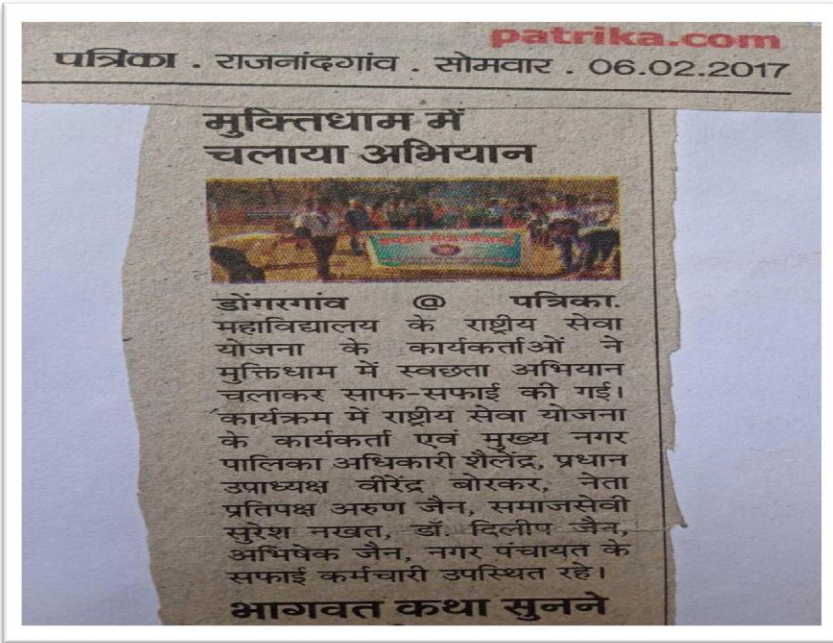 patrika.com
पत्रिका . राजनांदगांव . सोमवार . 06.02.2017
मुक्तिधाम में
चलाया अभियान
डोंगरगांव @ पत्रिका.
महाविद्यालय के राष्ट्रीय सेवा
योजना के कार्यकर्ताओं ने
मुक्तिधाम में स्वछता अभियान
चलाकर साफ-सफाई की गई।
कार्यक्रम में राष्ट्रीय सेवा योजना
के कार्यकर्ता एवं मुख्य नगर
पालिका अधिकारी शैलेंद्र, प्रधान
उपाध्यक्ष वीरेंद्र बोरकर, नेता
प्रतिपक्ष अरुण जैन, समाजसेवी
सुरेश नखत, डॉ. दिलीप जैन,
अभिषेक जैन, नगर पंचायत के
सफाई कर्मचारी उपस्थित रहे।
भागवत कथा सुनने